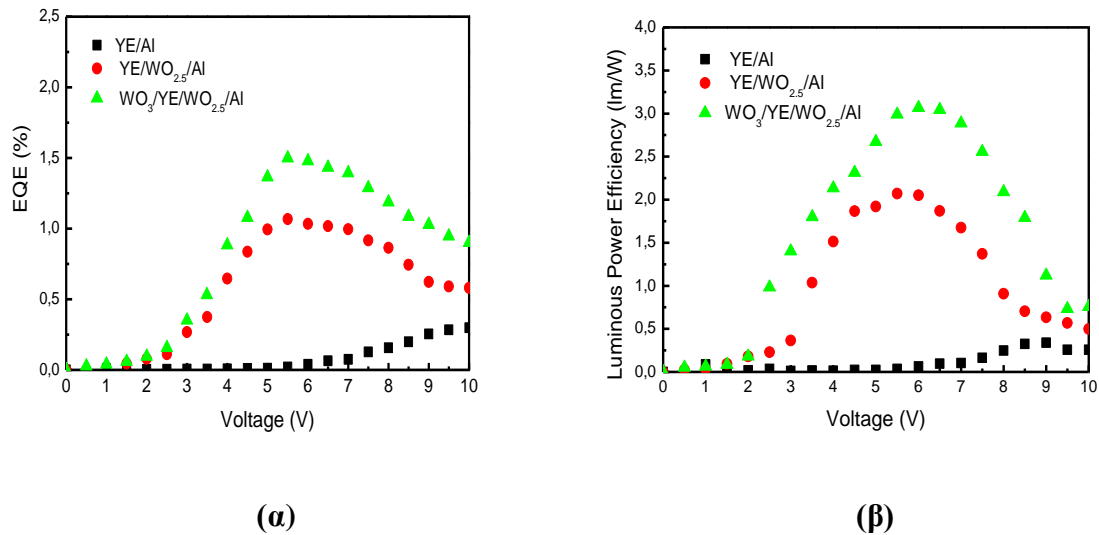 2,5
2.0
1.5
1.0
0.5
0,0
EQE (%)
YE/Al
YE/WO2.5/Al
WO3/YE/WO2.5/Al
0 1 2 3 4 5 6 7 8 9 10
Voltage (V)
(α)
4,0
3,5
3,0
2,5
2,0
1,5
1,0
0,5
0,0
Luminous Power Efficiency (lm/W)
YE/Al
YE/WO2.5/Al
WO3/YE/WO2.5/Al
0 1 2 3 4 5 6 7 8 9 10
Voltage (V)
(β)